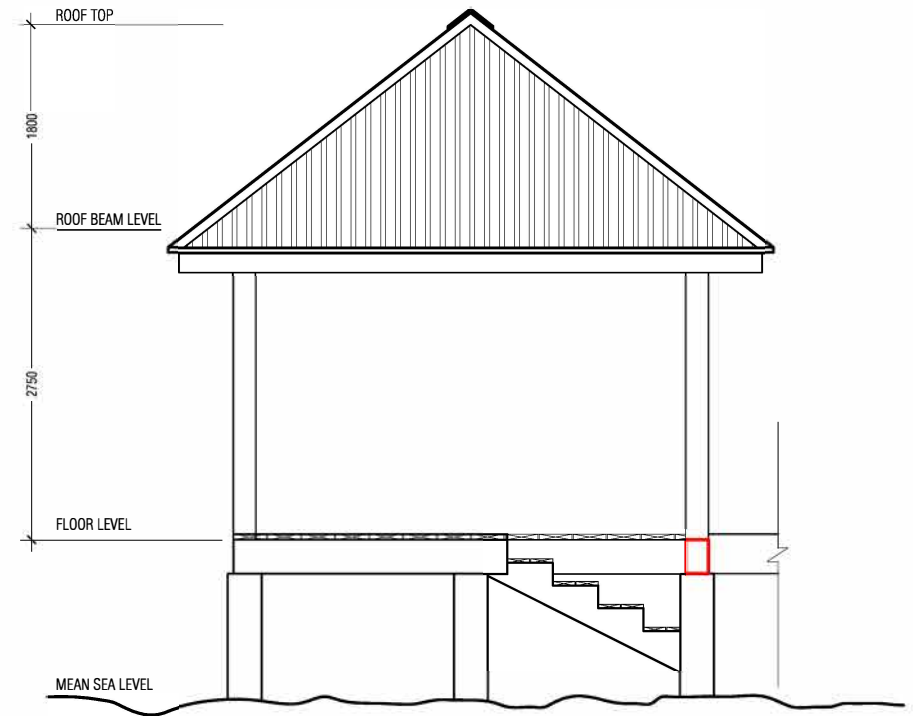 ROOF TOP
1800
ROOF BEAM LEVEL
2750
FLOOR LEVEL
MEAN SEA LEVEL